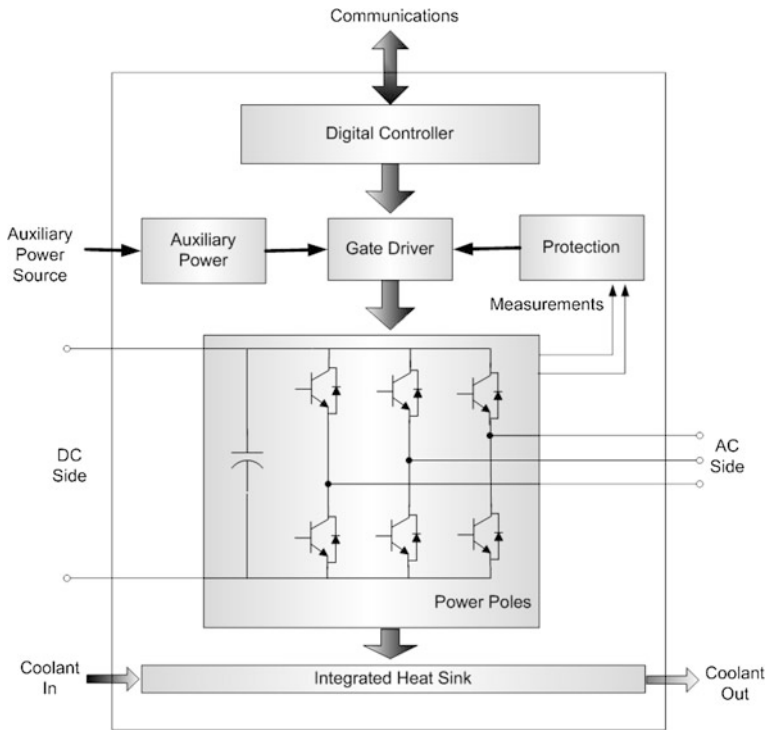 Communications
Digital Controller
Auxiliary
Power
Source
Auxiliary
Power
Gate Driver
Protection
Measurements
DC
Side
AC
Side
Power Poles
Coolant
In
Integrated Heat Sink
Coolant
Out